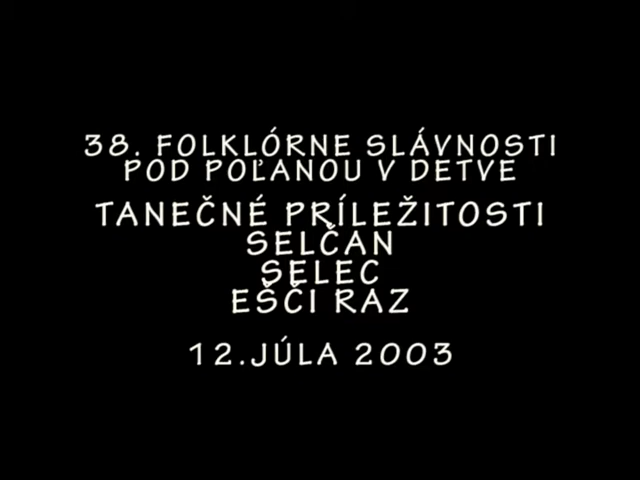 38. FOLKLÓRNE SLÁVNOSTI
POD POĽANOU V DETVE
TANEČNÉ PRÍLEŽITOSTI
SELČAN
SELEC
EŠČI RAZ
12.JÚLA 2003